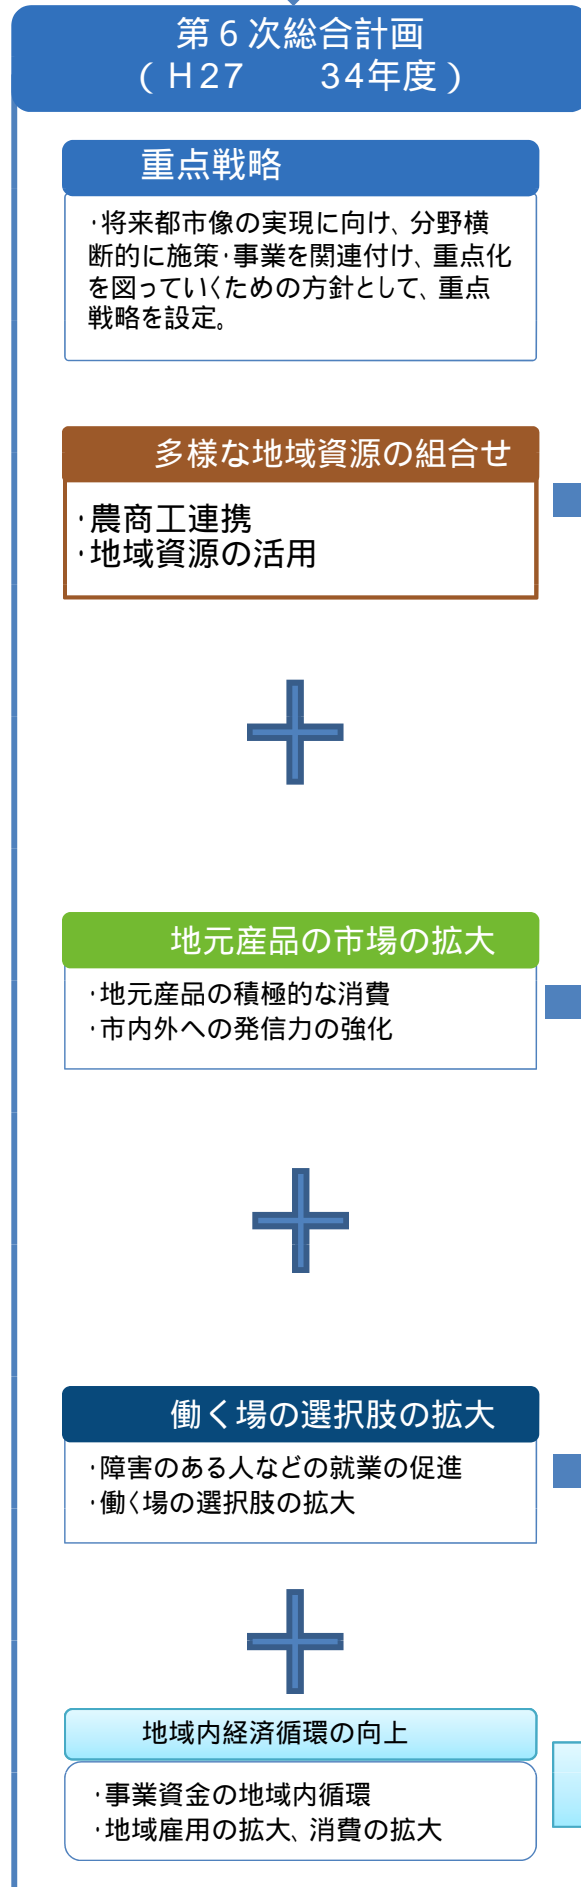 第６次総合計画
（H27　　34年度）
重点戦略
・将来都市像の実現に向け、分野横
断的に施策・事業を関連付け、重点化
を図っていくための方針として、重点
戦略を設定。
多様な地域資源の組合せ
・農商工連携
・地域資源の活用
地元産品の市場の拡大
・地元産品の積極的な消費
・市内外への発信力の強化
働く場の選択肢の拡大
・障害のある人などの就業の促進
・働く場の選択肢の拡大
地域内経済循環の向上
・事業資金の地域内循環
・地域雇用の拡大、消費の拡大